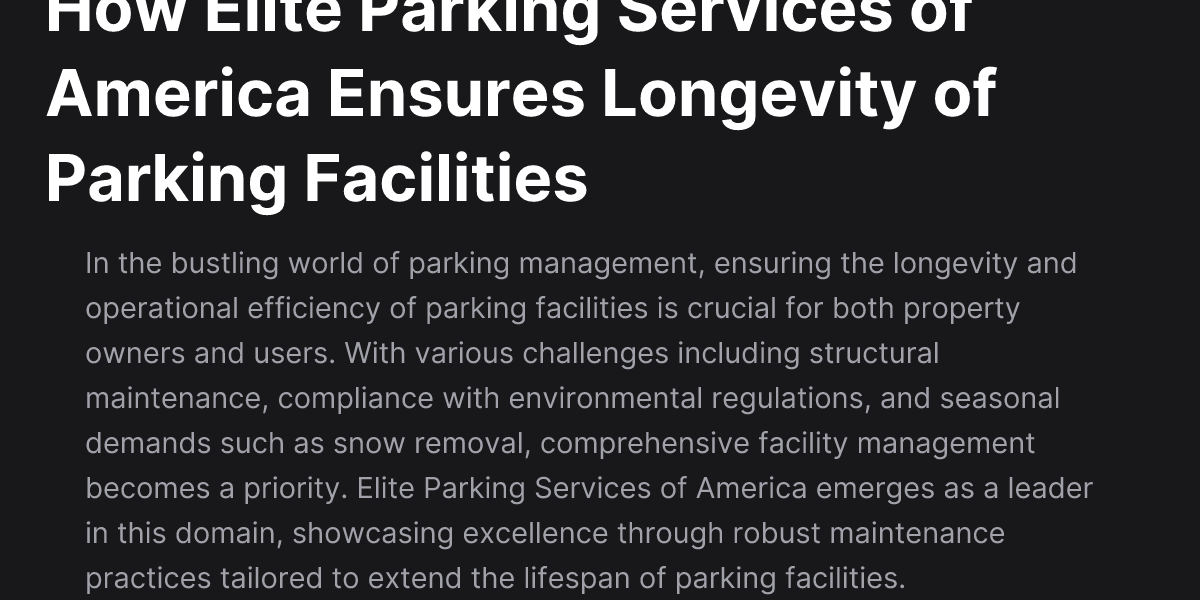 How Elite Parking Services of
America Ensures Longevity of
Parking Facilities
In the bustling world of parking management, ensuring the longevity and
operational efficiency of parking facilities is crucial for both property
owners and users. With various challenges including structural
maintenance, compliance with environmental regulations, and seasonal
demands such as snow removal, comprehensive facility management
becomes a priority. Elite Parking Services of America emerges as a leader
in this domain, showcasing excellence through robust maintenance
practices tailored to extend the lifespan of parking facilities.